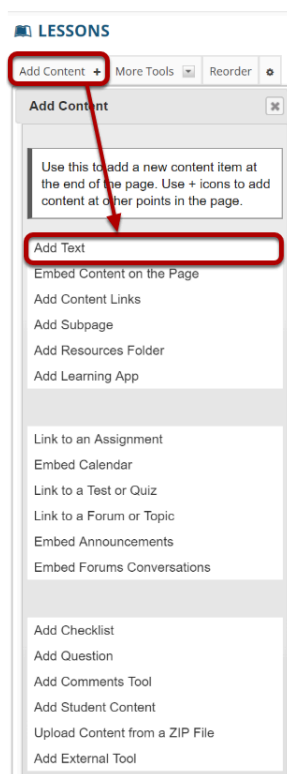 LESSONS
Add Content +
More Tools
Reorder
Add Content
Use this to add a new content item at
the end of the page. Use + icons to add
content at other points in the page.
Add Text
Embed Content on the Page
Add Content Links
Add Subpage
Add Resources Folder
Add Learning App
Link to an Assignment
Embed Calendar
Link to a Test or Quiz
Link to a Forum or Topic
Embed Announcements
Embed Forums Conversations
Add Checklist
Add Question
Add Comments Tool
Add Student Content
Upload Content from a ZIP File
Add External Tool